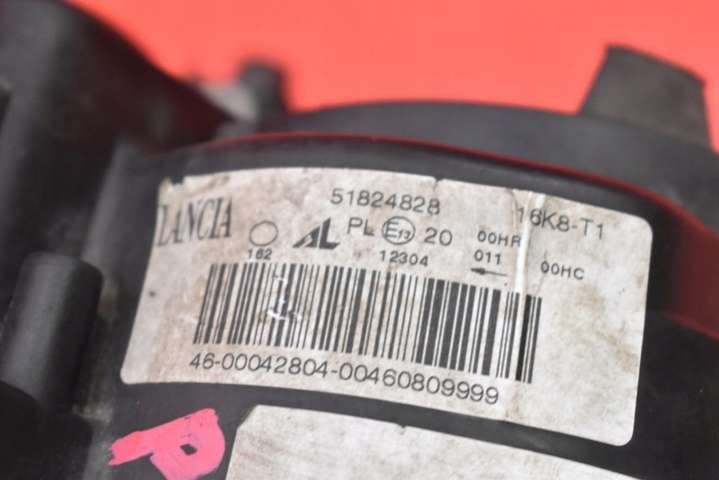 51824828 16K8-T1
LANCIA AL PL E13 20 00HR
162 12304 011 00HC
46-00042804-00460809999
P